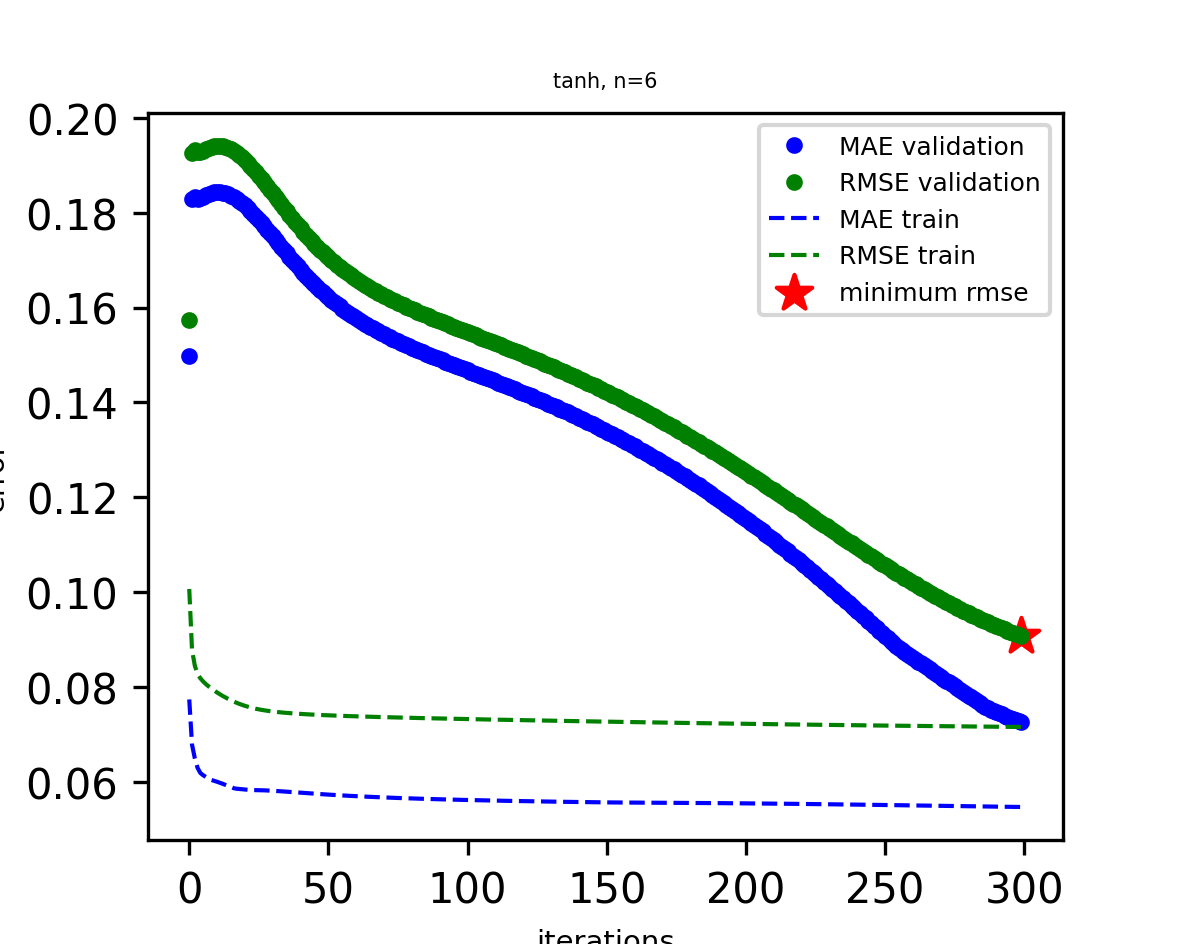 tanh, n=6
0.20
0.18
0.16
0.14
0.12
0.10
0.08
0.06
MAE validation
RMSE validation
MAE train
RMSE train
minimum rmse
0 50 100 150 200 250 300
iterations